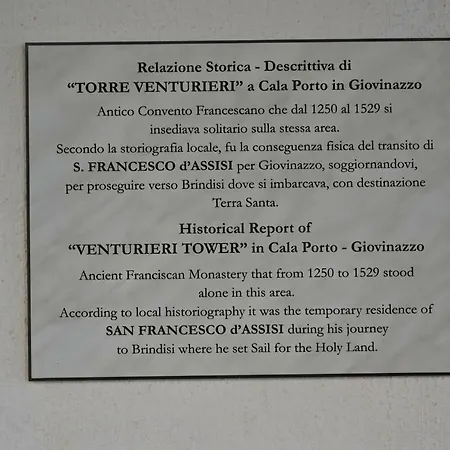 Relazione Storica - Descrittiva di
“TORRE VENTURIERI” a Cala Porto in Giovinazzo
Antico Convento Francescano che dal 1250 al 1529 si
insediava solitario sulla stessa area.
Secondo la storiografia locale, fu la conseguenza fisica del transito di
S. FRANCESCO d’ASSISI per Giovinazzo, soggiornandovi,
per proseguire verso Brindisi dove si imbarcava, con destinazione
Terra Santa.
Historical Report of
“VENTURIERI TOWER” in Cala Porto - Giovinazzo
Ancient Franciscan Monastery that from 1250 to 1529 stood
alone in this area.
According to local historiography it was the temporary residence of
SAN FRANCESCO d’ASSISI during his journey
to Brindisi where he set Sail for the Holy Land.